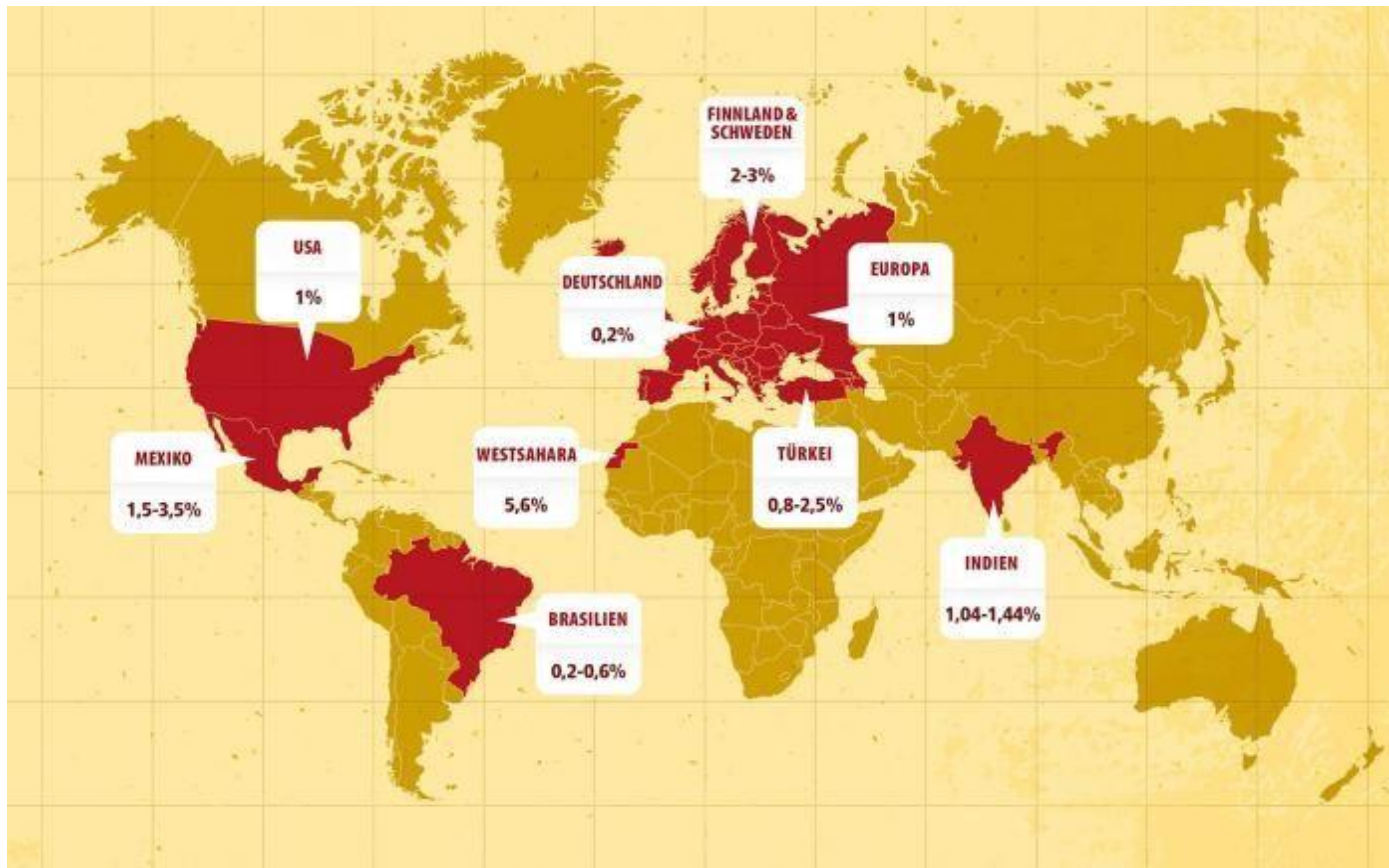 FINNLAND &
SCHWEDEN
2-3%
USA
1%
DEUTSCHLAND
0,2%
EUROPA
1%
MEXIKO
1,5-3,5%
WESTSAHARA
5,6%
TÜRKEI
0,8-2,5%
INDIEN
1,04-1,44%
BRASILIEN
0,2-0,6%